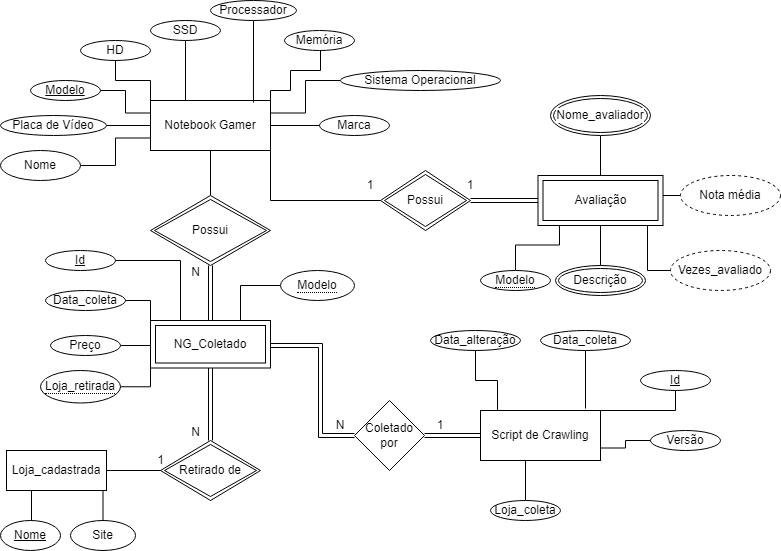 Processador
SSD
Memória
HD
Sistema Operacional
Modelo
Placa de Vídeo
Notebook Gamer
Marca
Nome
Nome_avaliador
1
Possui
1
Avaliação
Nota média
Possui
Id
N
Modelo
Descrição
Vezes_avaliado
Modelo
Data_coleta
Preço
NG_Coletado
Loja_retirada
Data_alteração
Data_coleta
Id
N
N
Coletado
por
1
Script de Crawling
Versão
Loja_cadastrada
1
Retirado de
Loja_coleta
Nome
Site